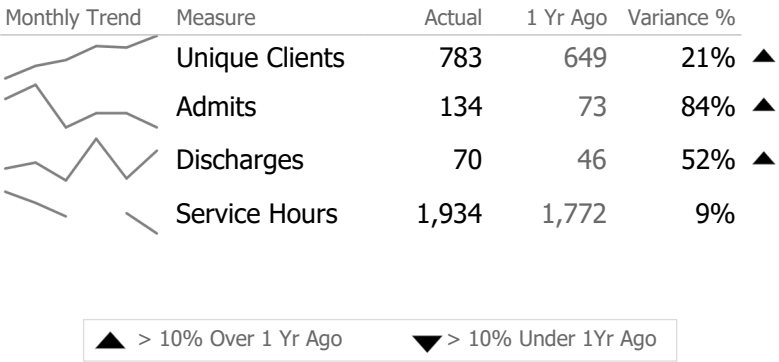 Monthly Trend Measure Actual 1 Yr Ago Variance %
Unique Clients 783 649 21%
Admits 134 73 84%
Discharges 70 46 52%
Service Hours 1,934 1,772 9%
> 10% Over 1 Yr Ago > 10% Under 1Yr Ago